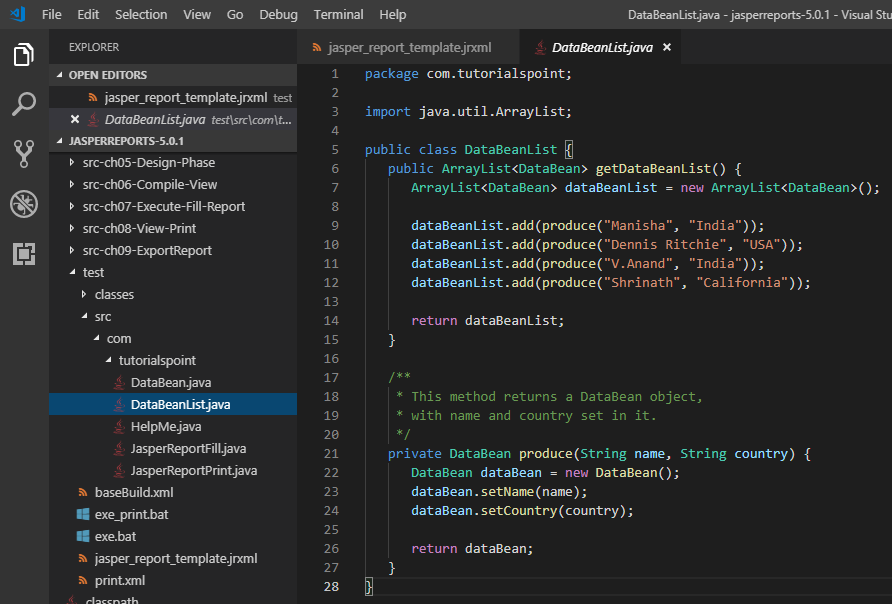 File Edit Selection View Go Debug Terminal Help
DataBeanList.java - jasperreports-5.0.1 - Visual Stu
EXPLORER
OPEN EDITORS
jasper_report_template.jrxml test
DataBeanList.java test\src\com\t...
JASPERREPORTS-5.0.1
src-ch05-Design-Phase
src-ch06-Compile-View
src-ch07-Execute-Fill-Report
src-ch08-View-Print
src-ch09-ExportReport
test
classes
src
com
tutorialspoint
DataBean.java
DataBeanList.java
HelpMe.java
JasperReportFill.java
JasperReportPrint.java
baseBuild.xml
exe_print.bat
exe.bat
jasper_report_template.jrxml
print.xml
classpath
jasper_report_template.jrxml
DataBeanList.java
1 package com.tutorialspoint;
2
3 import java.util.ArrayList;
4
5 public class DataBeanList {
6 public ArrayList<DataBean> getDataBeanList() {
7 ArrayList<DataBean> dataBeanList = new ArrayList<DataBean>();
8
9 dataBeanList.add(produce("Manisha", "India"));
10 dataBeanList.add(produce("Dennis Ritchie", "USA"));
11 dataBeanList.add(produce("V.Anand", "India"));
12 dataBeanList.add(produce("Shrinath", "California"));
13
14 return dataBeanList;
15 }
16
17 /**
18 * This method returns a DataBean object,
19 * with name and country set in it.
20 */
21 private DataBean produce(String name, String country) {
22 DataBean dataBean = new DataBean();
23 dataBean.setName(name);
24 dataBean.setCountry(country);
25
26 return dataBean;
27 }
28 }